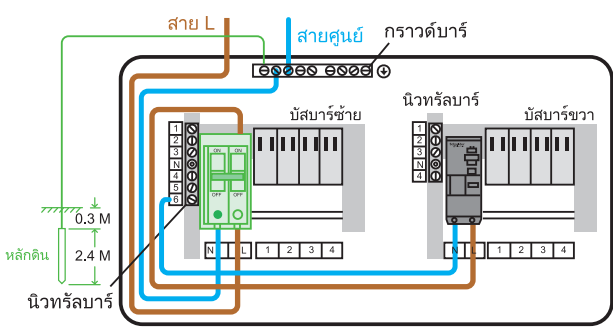 สาย L
สายศูนย์
กราวด์บาร์
บัสบาร์ซ้าย
นิวทรัลบาร์
บัสบาร์ขวา
1
2
3
N
4
5
6
ON ON
OFF OFF
1
2
3
N
4
0.3 M
หลักดิน
2.4 M
นิวทรัลบาร์
N L 1 2 3 4
N L
N L 1 2 3 4